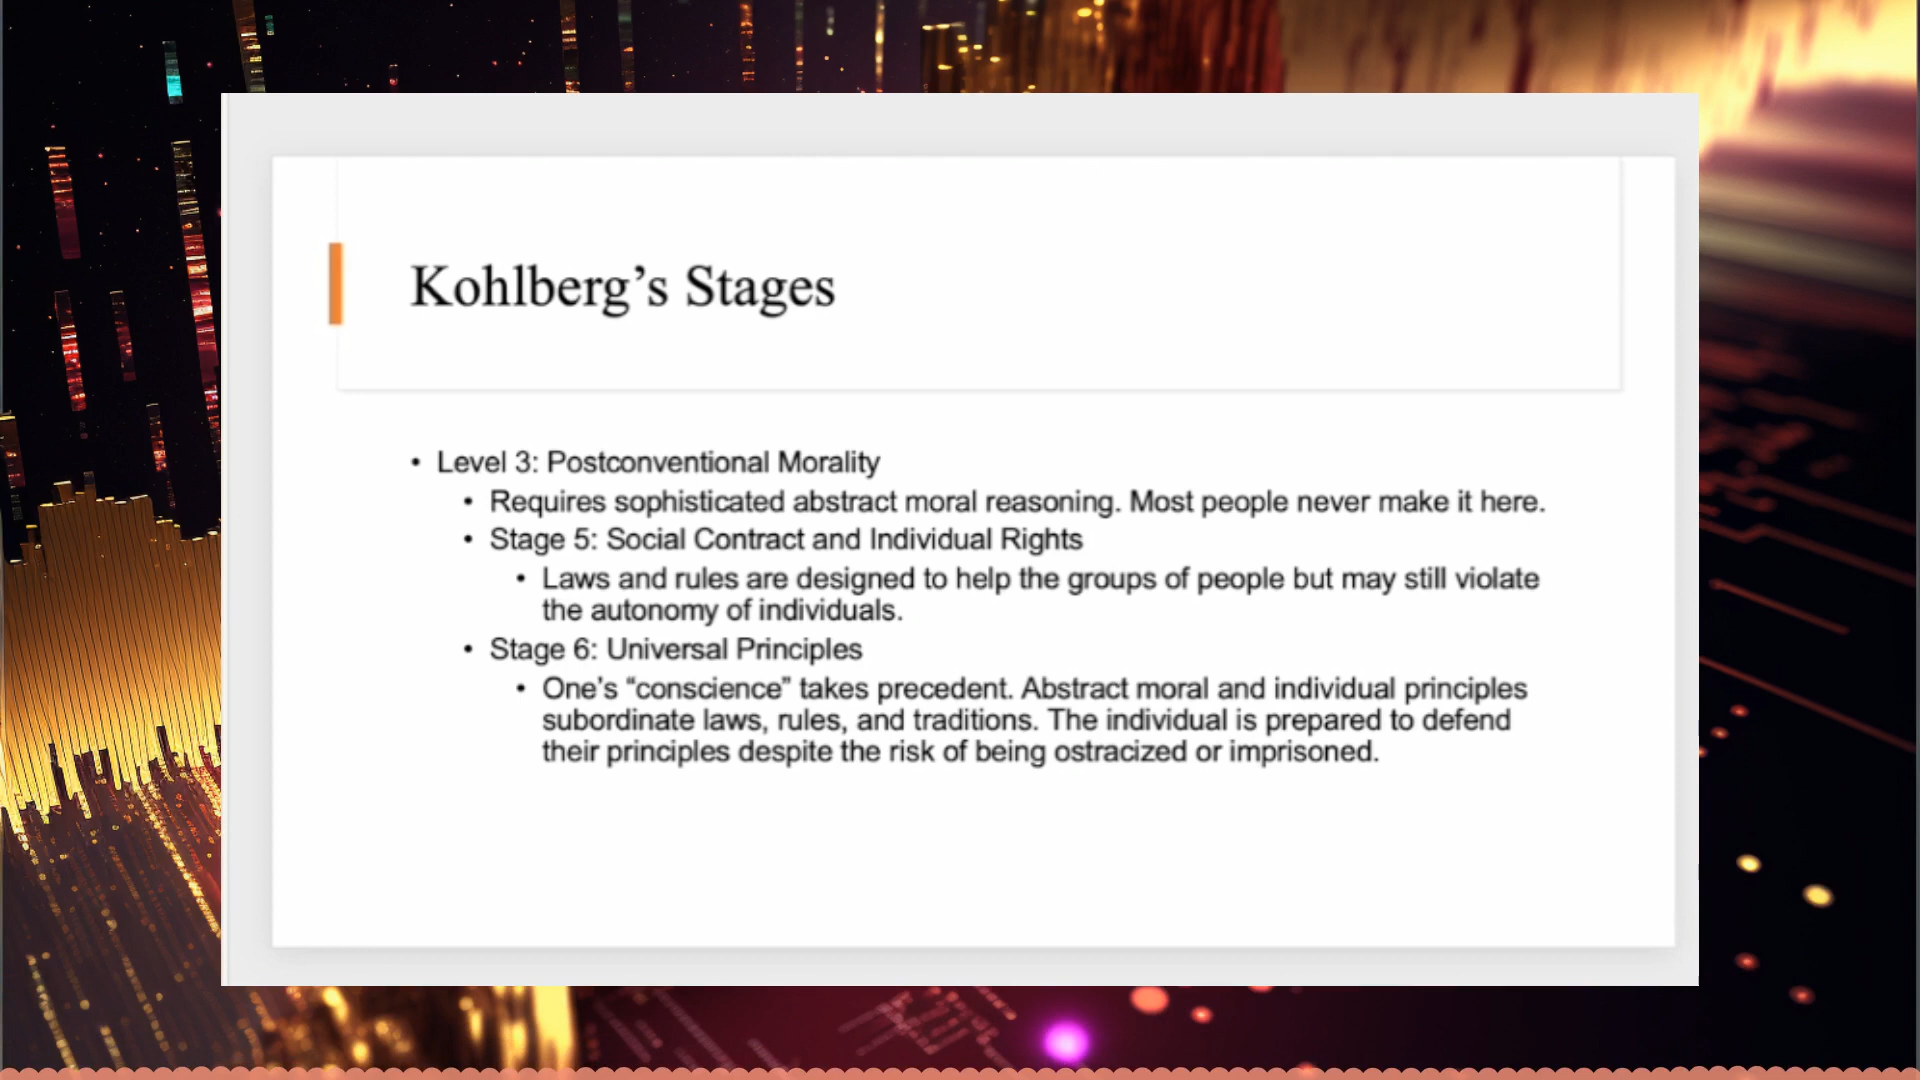 Kohlberg’s Stages
• Level 3: Postconventional Morality
• Requires sophisticated abstract moral reasoning. Most people never make it here.
• Stage 5: Social Contract and Individual Rights
• Laws and rules are designed to help the groups of people but may still violate
the autonomy of individuals.
• Stage 6: Universal Principles
• One’s “conscience” takes precedent. Abstract moral and individual principles
subordinate laws, rules, and traditions. The individual is prepared to defend
their principles despite the risk of being ostracized or imprisoned.